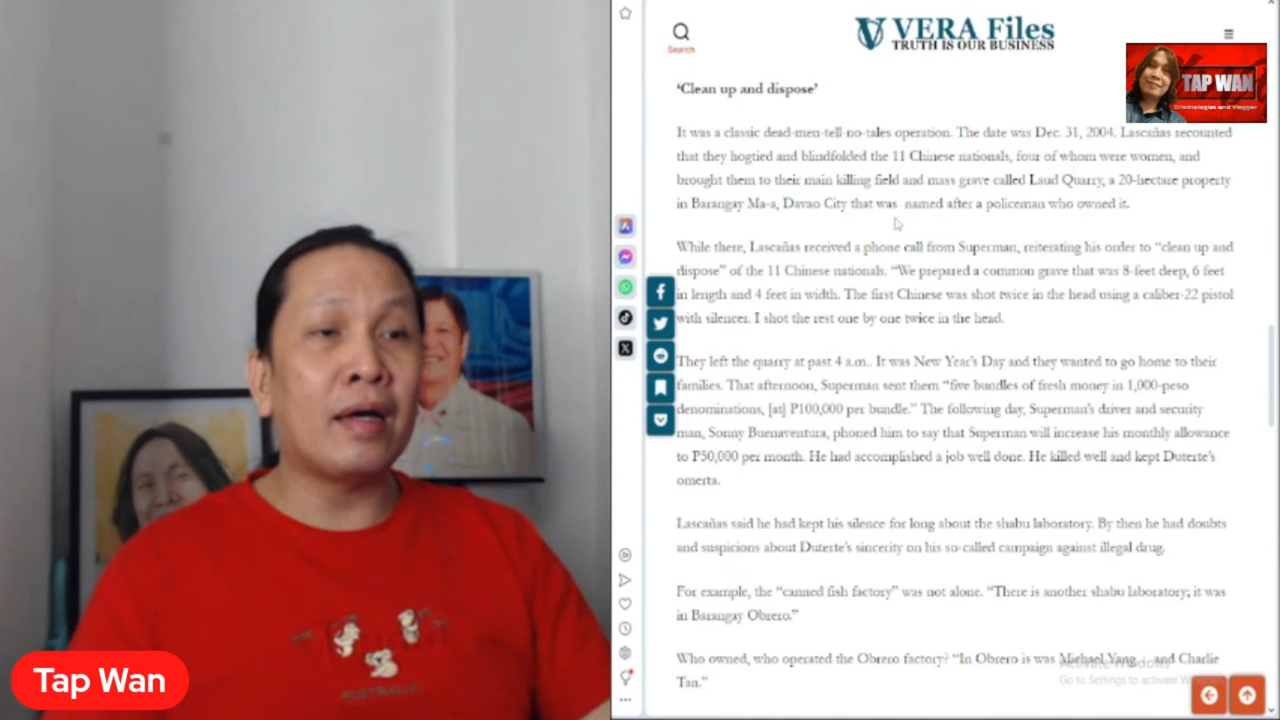 Search
VERA Files
TRUTH IS OUR BUSINESS
TAP WAN
Criminologist and Vlogger
‘Clean up and dispose’
It was a classic dead-men-tell-no-tales operation. The date was Dec. 31, 2004. Lascañas recounted
that they hogtied and blindfolded the 11 Chinese nationals, four of whom were women, and
brought them to their main killing field and mass grave called Laud Quarry, a 20-hectare property
in Barangay Ma-a, Davao City that was named after a policeman who owned it.
While there, Lascañas received a phone call from Superman, reiterating his order to “clean up and
dispose” of the 11 Chinese nationals. “We prepared a common grave that was 8-feet deep, 6 feet
in length and 4 feet in width. The first Chinese was shot twice in the head using a caliber-22 pistol
with silencer. I shot the rest one by one twice in the head.
They left the quarry at past 4 a.m.. It was New Year’s Day and they wanted to go home to their
families. That afternoon, Superman sent them “five bundles of fresh money in 1,000-peso
denominations, [at] P100,000 per bundle.” The following day, Superman’s driver and security
man, Sonny Buenaventura, phoned him to say that Superman will increase his monthly allowance
to P50,000 per month. He had accomplished a job well done. He killed well and kept Duterte’s
omerta.
Lascañas said he had kept his silence for long about the shabu laboratory. By then he had doubts
and suspicions about Duterte’s sincerity on his so-called campaign against illegal drug.
For example, the “canned fish factory” was not alone. “There is another shabu laboratory; it was
in Barangay Obrero.”
Who owned, who operated the Obrero factory? “In Obrero is was Michael Yang and Charlie
Tan.”
Activate Windows
Go to Settings to activate
AUSTRALIA
Tap Wan